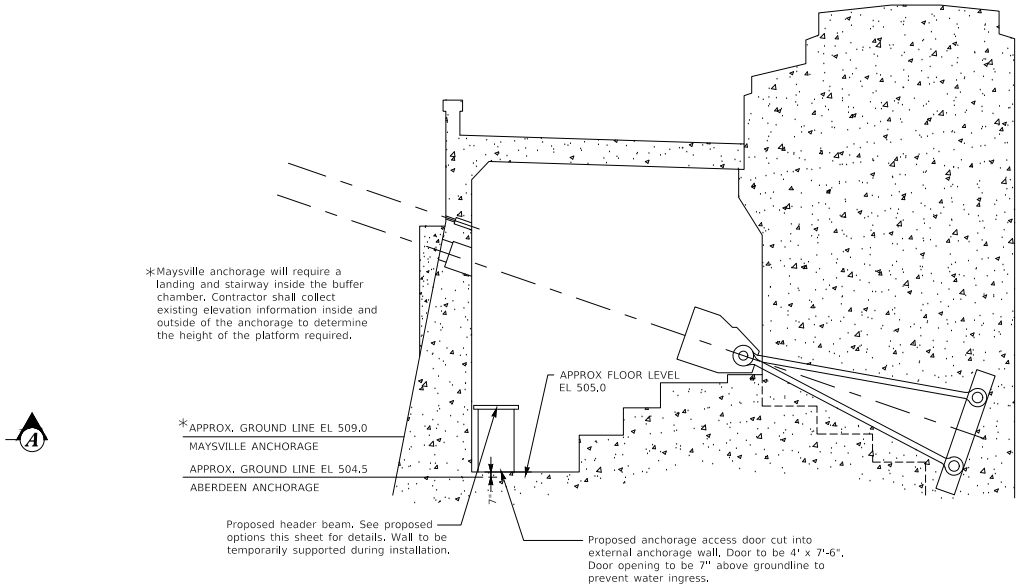 *Maysville anchorage will require a
landing and stairway inside the buffer
chamber. Contractor shall collect
existing elevation information inside and
outside of the anchorage to determine
the height of the platform required.
APPROX FLOOR LEVEL
EL 505.0
* APPROX. GROUND LINE EL 509.0
MAYSVILLE ANCHORAGE
A
APPROX. GROUND LINE EL 504.5
ABERDEEN ANCHORAGE
7"
Proposed header beam. See proposed
options this sheet for details. Wall to be
temporarily supported during installation.
Proposed anchorage access door cut into
external anchorage wall. Door to be 4' x 7'-6".
Door opening to be 7" above groundline to
prevent water ingress.